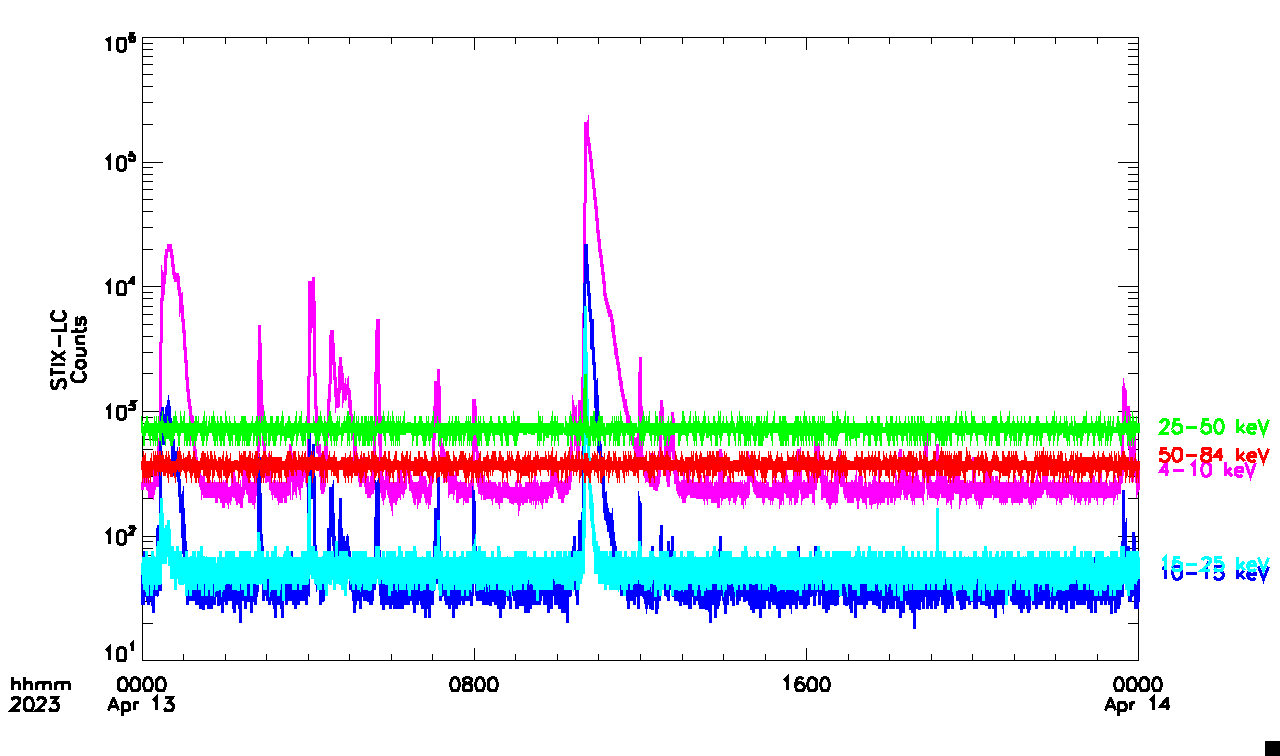 10⁶
10⁵
10⁴
10³
10²
10¹
STIX-LC
Counts
25-50 keV
50-84 keV
4-10 keV
15-25 keV
10-15 keV
hhmm 0000 0800 1600 0000
2023 Apr 13 Apr 14